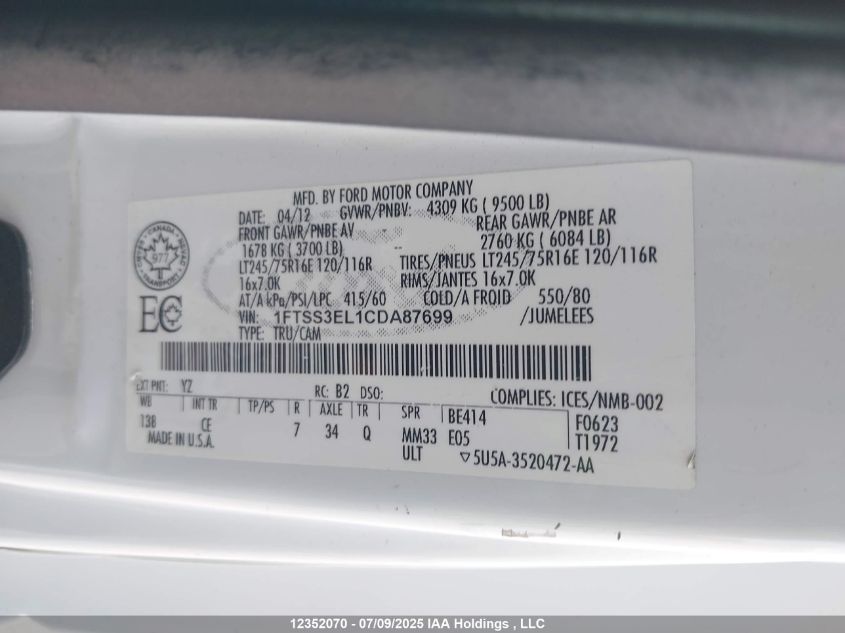 MFD. BY FORD MOTOR COMPANY
DATE: 04/12 GVWR/PNBV: 4309 KG ( 9500 LB)
FRONT GAWR/PNBE AV REAR GAWR/PNBE AR
1678 KG ( 3700 LB) -- 2760 KG ( 6084 LB)
LT245/75R16E 120/116R TIRES/PNEUS LT245/75R16E 120/116R
16x7.0K RIMS/JANTES 16x7.0K
AT/A kPa/PSI/LPC 415/60 COLD/A FROID 550/80
VIN: 1FTSS3EL1CDA87699 /JUMELEES
TYPE: TRU/CAM
CANADA
977
TRANSPORT
EC
EXT PNT: YZ RC: B2 DSO: COMPLIES: ICES/NMB-002
WB INT TR TP/PS R AXLE TR SPR BE414 F0623
138 CE 7 34 Q MM33 E05 T1972
MADE IN U.S.A. ULT ▽5U5A-3520472-AA
12352070 - 07/09/2025 IAA Holdings , LLC